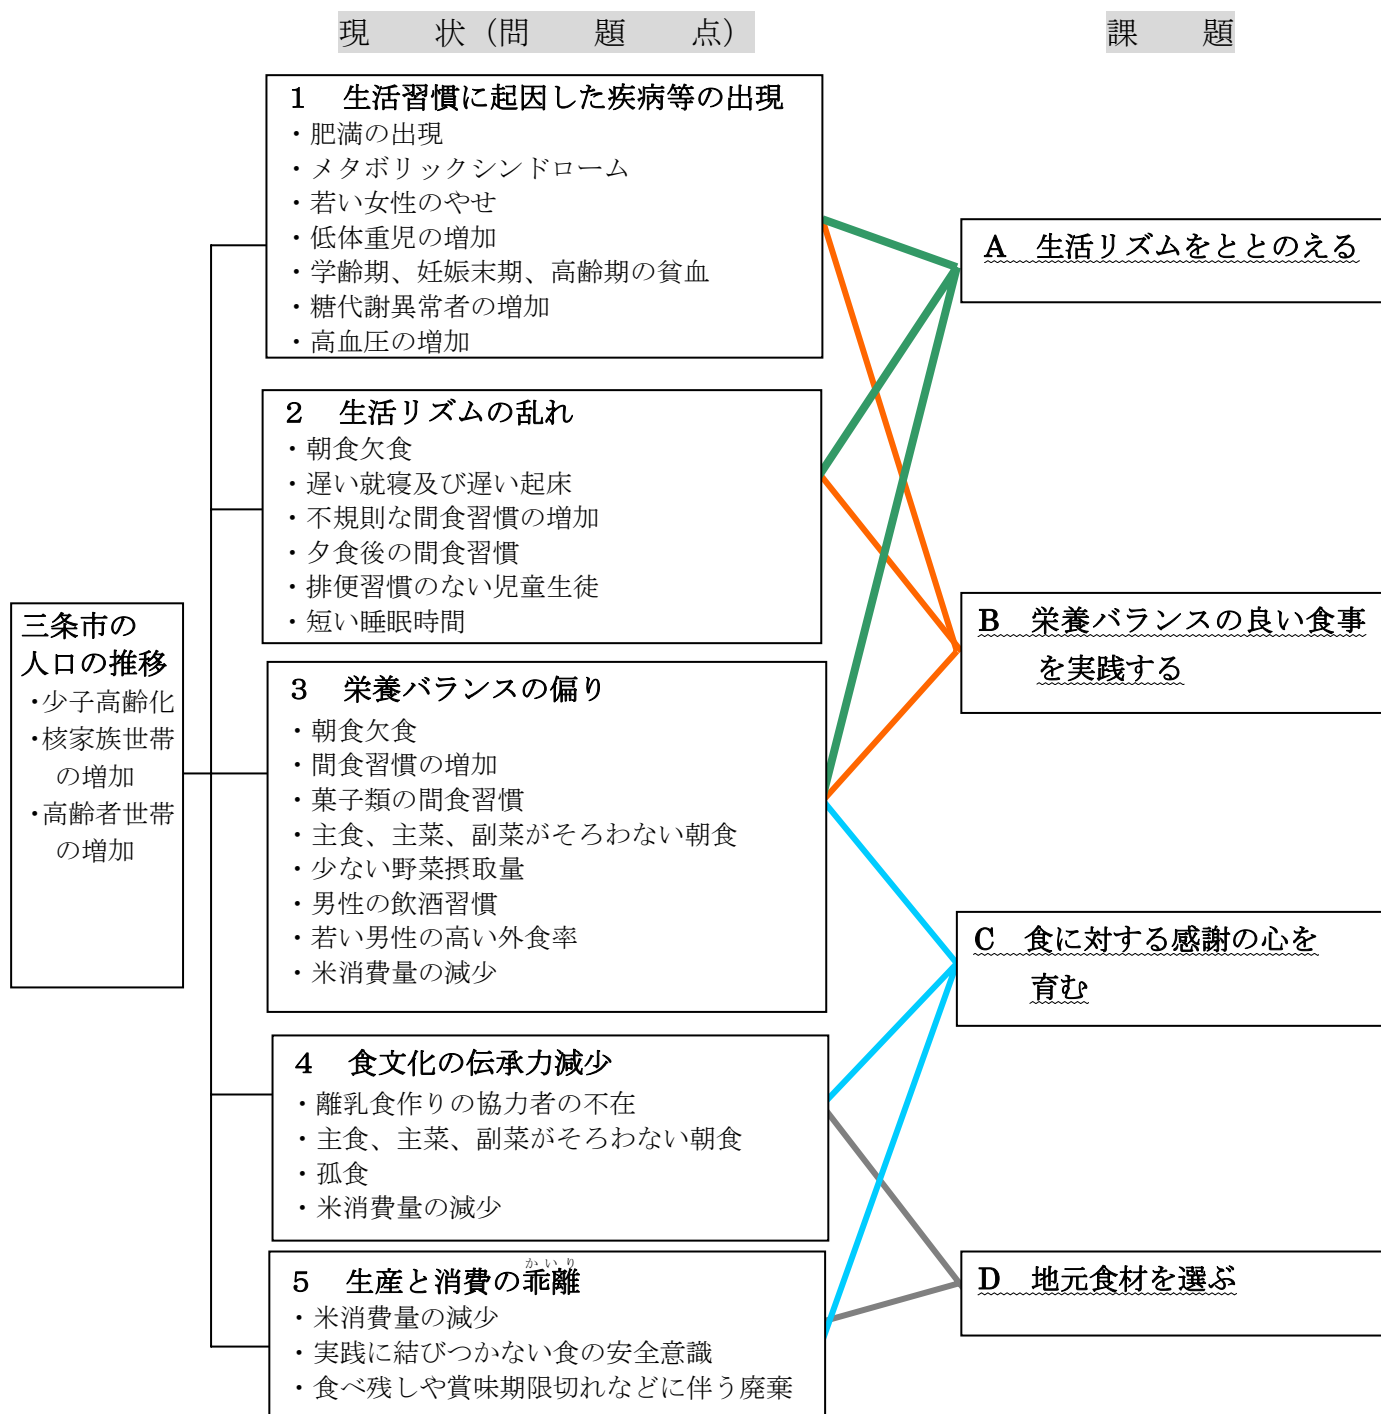 現 状（問 題 点）
課 題
１ 生活習慣に起因した疾病等の出現
・肥満の出現
・メタボリックシンドローム
・若い女性のやせ
・低体重児の増加
・学齢期、妊娠末期、高齢期の貧血
・糖代謝異常者の増加
・高血圧の増加
２ 生活リズムの乱れ
・朝食欠食
・遅い就寝及び遅い起床
・不規則な間食習慣の増加
・夕食後の間食習慣
・排便習慣のない児童生徒
・短い睡眠時間
三条市の
人口の推移
・少子高齢化
・核家族世帯
の増加
・高齢者世帯
の増加
３ 栄養バランスの偏り
・朝食欠食
・間食習慣の増加
・菓子類の間食習慣
・主食、主菜、副菜がそろわない朝食
・少ない野菜摂取量
・男性の飲酒習慣
・若い男性の高い外食率
・米消費量の減少
４ 食文化の伝承力減少
・離乳食作りの協力者の不在
・主食、主菜、副菜がそろわない朝食
・孤食
・米消費量の減少
かいり
５ 生産と消費の乖離
・米消費量の減少
・実践に結びつかない食の安全意識
・食べ残しや賞味期限切れなどに伴う廃棄
A 生活リズムをととのえる
B 栄養バランスの良い食事
を実践する
C 食に対する感謝の心を
育む
D 地元食材を選ぶ